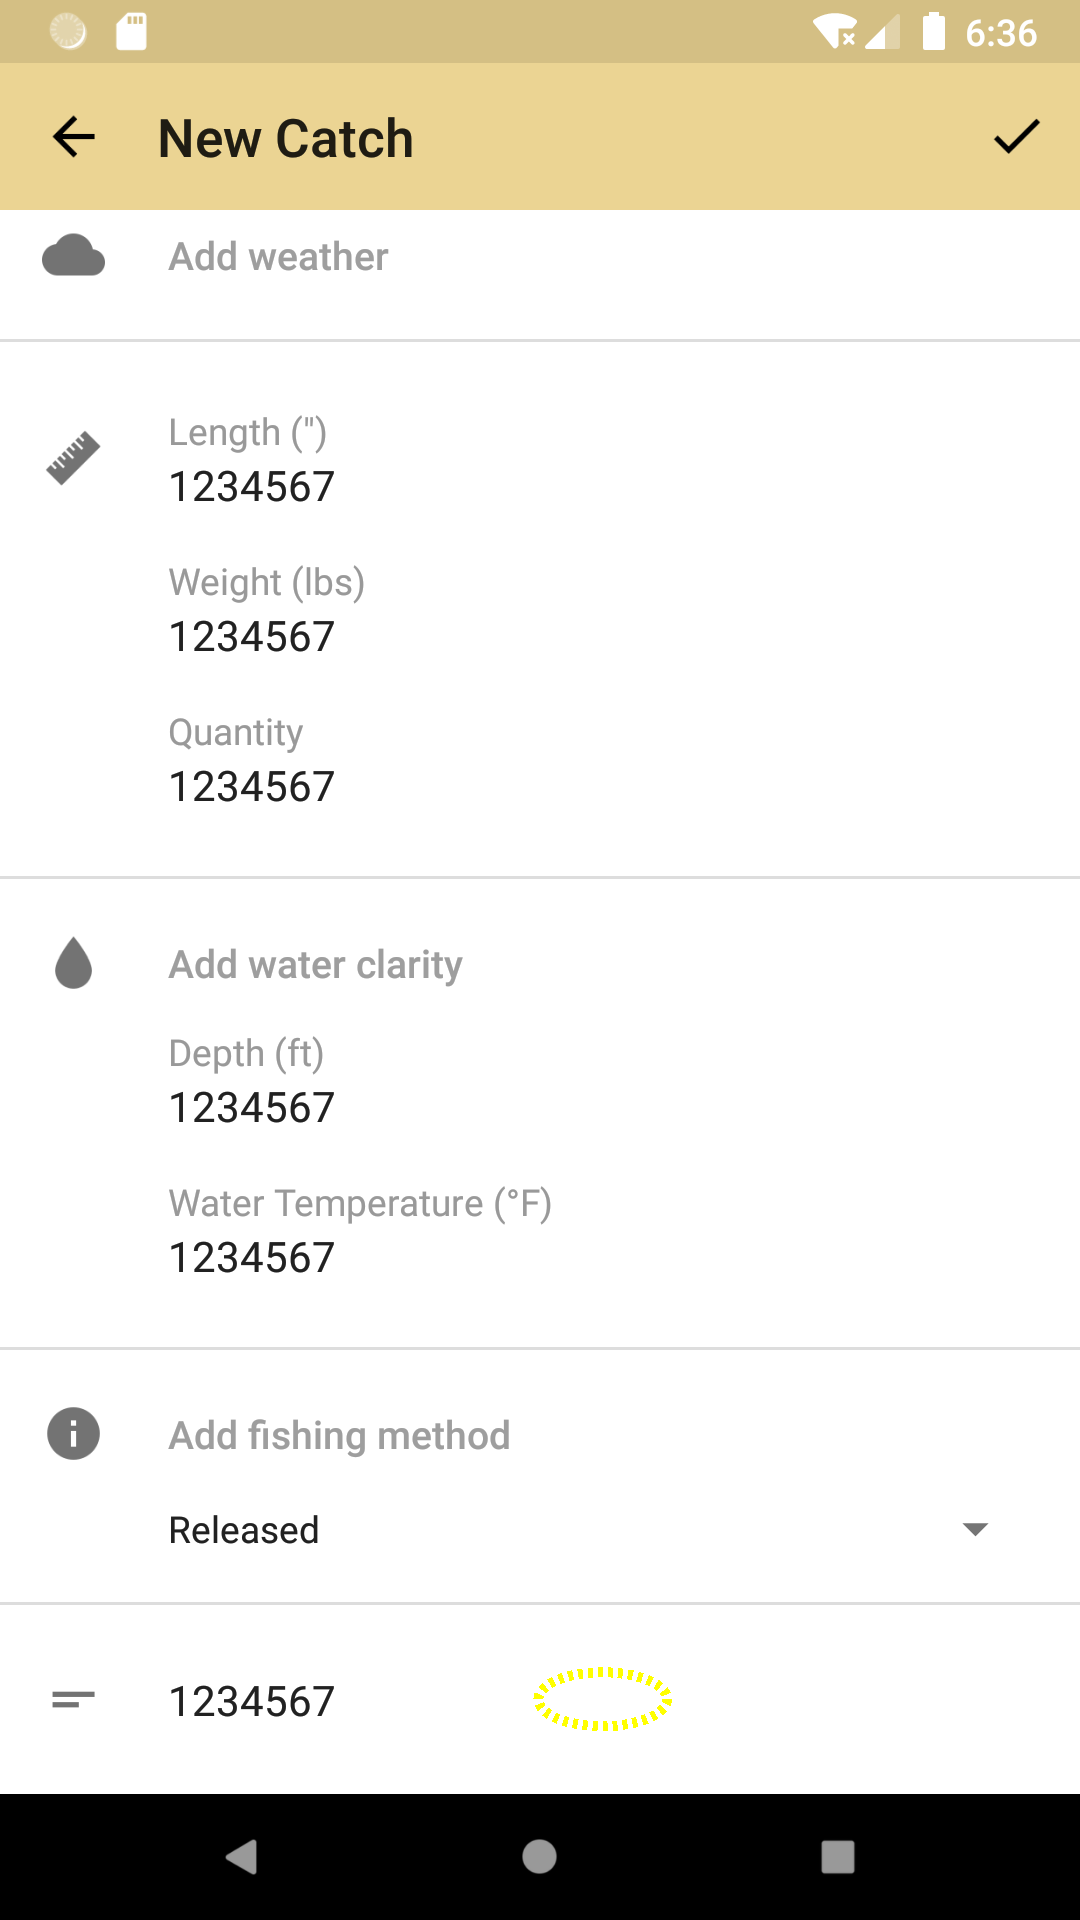 6:36
New Catch
Add weather
Length (")
1234567
Weight (lbs)
1234567
Quantity
1234567
Add water clarity
Depth (ft)
1234567
Water Temperature (°F)
1234567
Add fishing method
Released
1234567